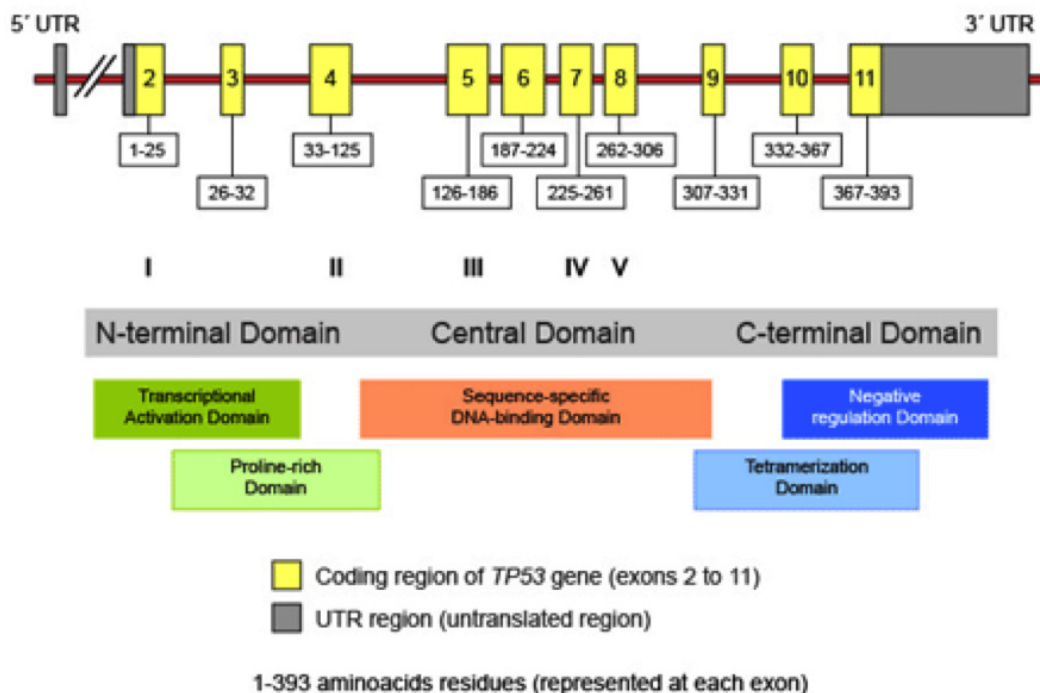 5´ UTR 3´ UTR
2 3 4 5 6 7 8 9 10 11
1-25 33-125 187-224 262-306 332-367
26-32 126-186 225-261 307-331 367-393
I II III IV V
N-terminal Domain Central Domain C-terminal Domain
Transcriptional
Activation Domain
Sequence-specific
DNA-binding Domain
Negative
regulation Domain
Proline-rich
Domain
Tetramerization
Domain
Coding region of TP53 gene (exons 2 to 11)
UTR region (untranslated region)
1-393 aminoacids residues (represented at each exon)